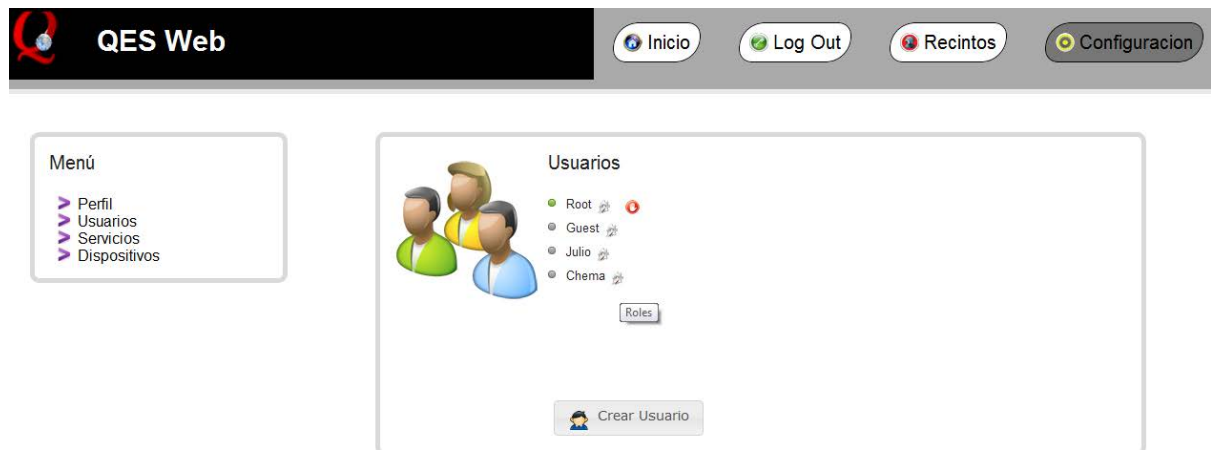 QES Web
Inicio
Log Out
Recintos
Configuracion
Menú
Perfil
Usuarios
Servicios
Dispositivos
Usuarios
Root
Guest
Julio
Chema
Roles
Crear Usuario